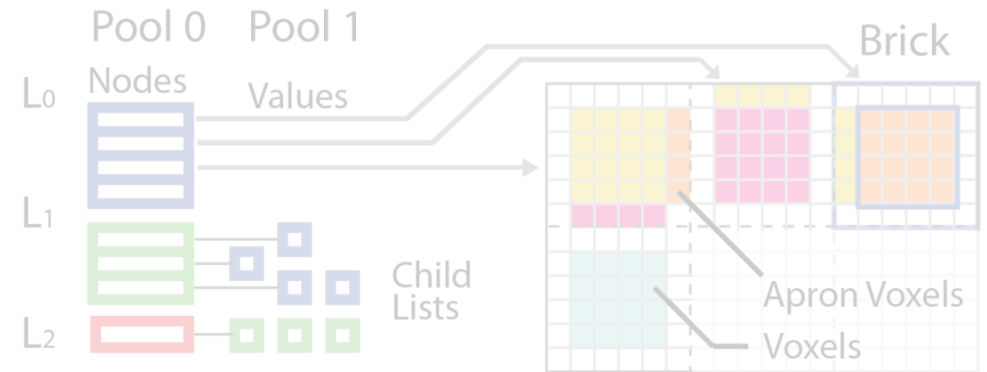 Pool 0 Pool 1
Brick
Nodes
Values
L0
L1
L2
Child
Lists
Apron Voxels
Voxels